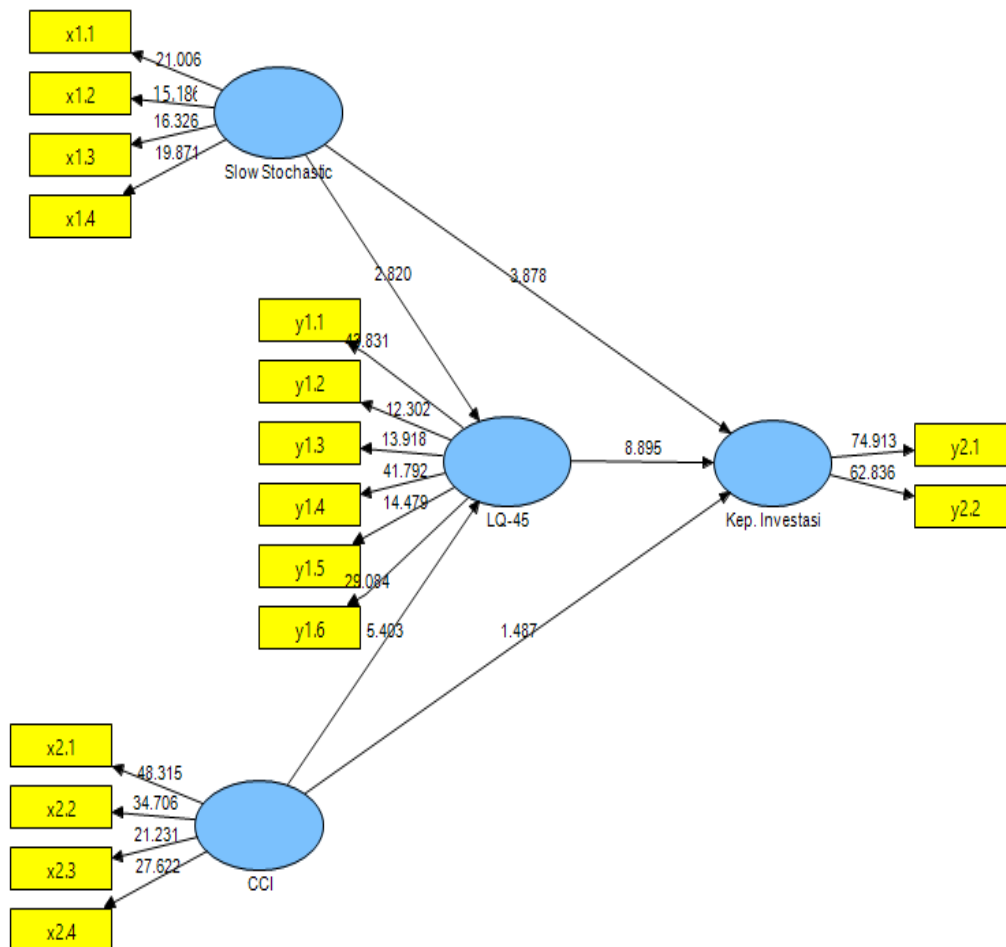 x1.1
21.006
x1.2
15.186
x1.3
16.326
x1.4
19.871
Slow Stochastic
2.820
3.878
y1.1
y1.2
12.302
y1.3
13.918
y1.4
41.792
y1.5
14.479
y1.6
29.084
LQ-45
8.895
Kep. Investasi
74.913
y2.1
62.836
y2.2
5.403
1.487
x2.1
48.315
x2.2
34.706
x2.3
21.231
x2.4
27.622
CCI